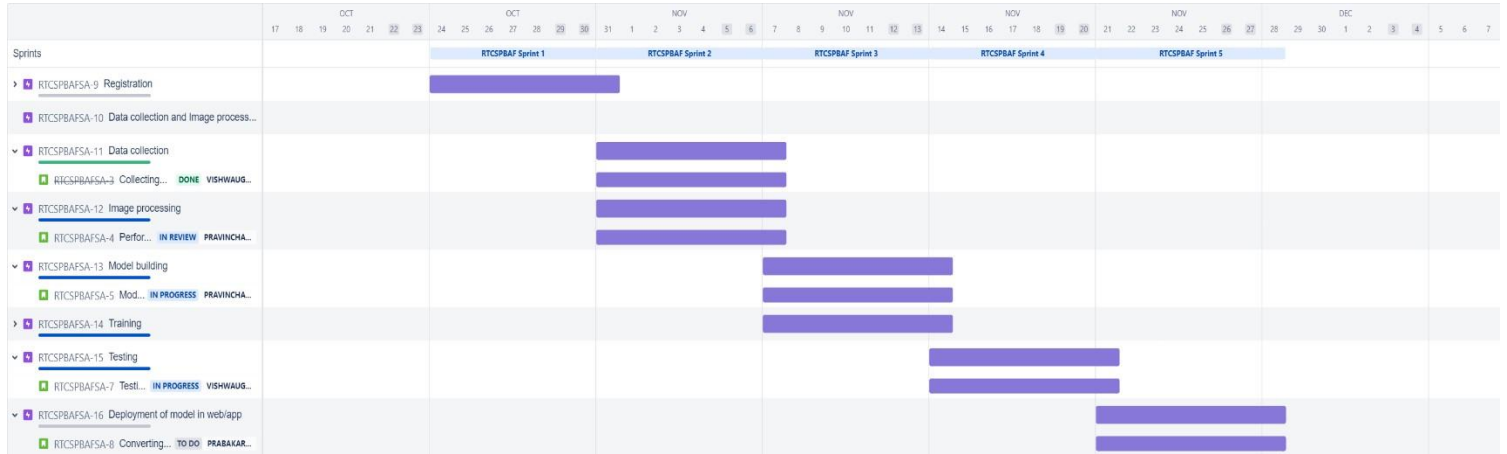 OCT OCT NOV NOV NOV NOV DEC
17 18 19 20 21 22 23 24 25 26 27 28 29 30 31 1 2 3 4 5 6 7 8 9 10 11 12 13 14 15 16 17 18 19 20 21 22 23 24 25 26 27 28 29 30 1 2 3 4 5 6 7
Sprints RTCSPBAF Sprint 1 RTCSPBAF Sprint 2 RTCSPBAF Sprint 3 RTCSPBAF Sprint 4 RTCSPBAF Sprint 5
RTCSPBAFSA-9 Registration
RTCSPBAFSA-10 Data collection and Image process...
RTCSPBAFSA-11 Data collection
RTCSPBAFSA-3 Collecting... DONE VISHWAUG...
RTCSPBAFSA-12 Image processing
RTCSPBAFSA-4 Perfor... IN REVIEW PRAVINCHA...
RTCSPBAFSA-13 Model building
RTCSPBAFSA-5 Mod... IN PROGRESS PRAVINCHA...
RTCSPBAFSA-14 Training
RTCSPBAFSA-15 Testing
RTCSPBAFSA-7 Testi... IN PROGRESS VISHWAUG...
RTCSPBAFSA-16 Deployment of model in web/app
RTCSPBAFSA-8 Converting... TO DO PRABAKAR...